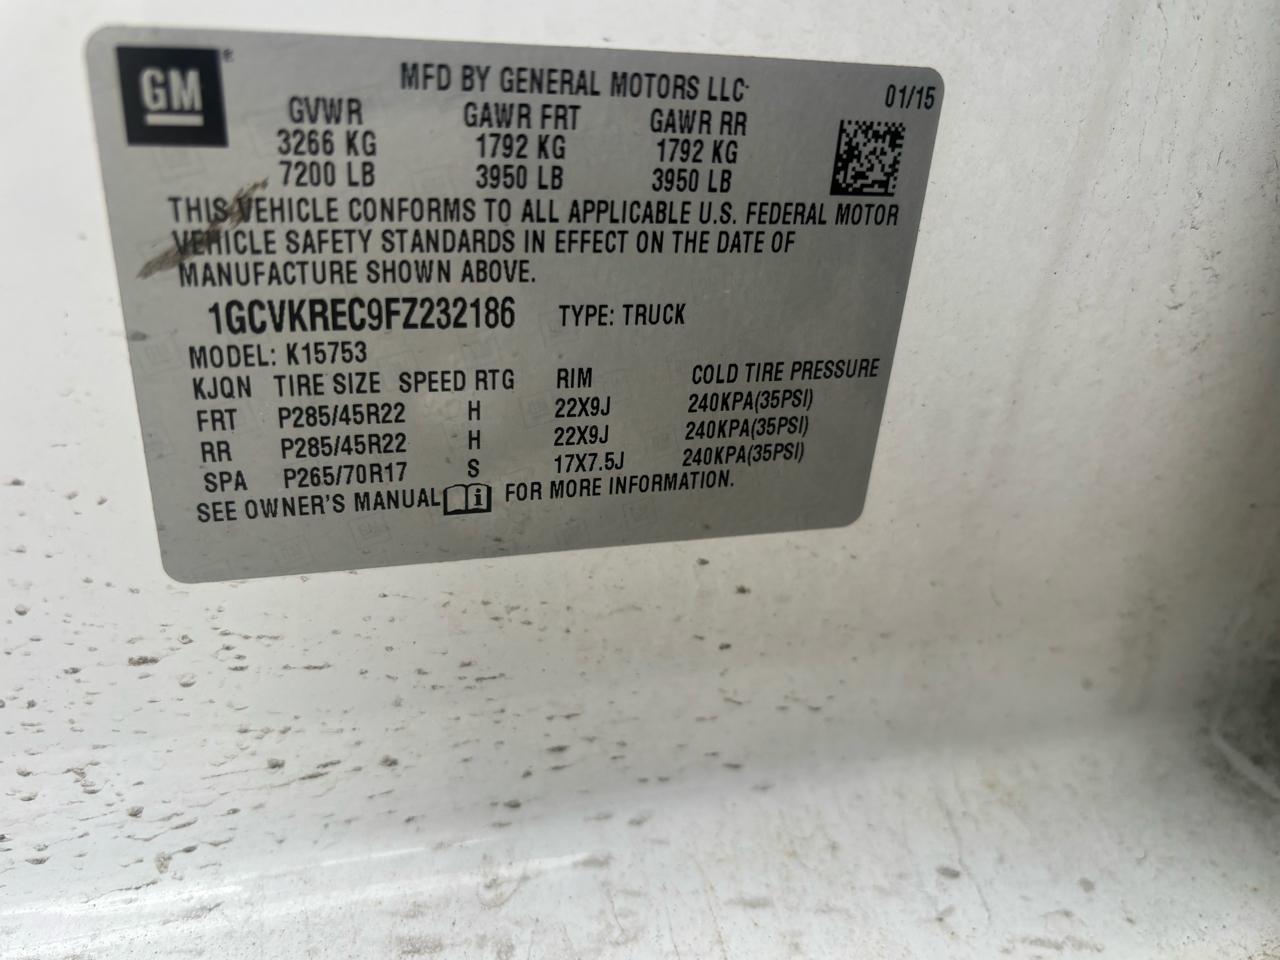 GM®
MFD BY GENERAL MOTORS LLC
01/15
GVWR GAWR FRT GAWR RR
3266 KG 1792 KG 1792 KG
7200 LB 3950 LB 3950 LB
THIS VEHICLE CONFORMS TO ALL APPLICABLE U.S. FEDERAL MOTOR
VEHICLE SAFETY STANDARDS IN EFFECT ON THE DATE OF
MANUFACTURE SHOWN ABOVE.
1GCVKREC9FZ232186 TYPE: TRUCK
MODEL: K15753
KJQN TIRE SIZE SPEED RTG RIM COLD TIRE PRESSURE
FRT P285/45R22 H 22X9J 240KPA(35PSI)
RR P285/45R22 H 22X9J 240KPA(35PSI)
SPA P265/70R17 S 17X7.5J 240KPA(35PSI)
SEE OWNER'S MANUAL i FOR MORE INFORMATION.